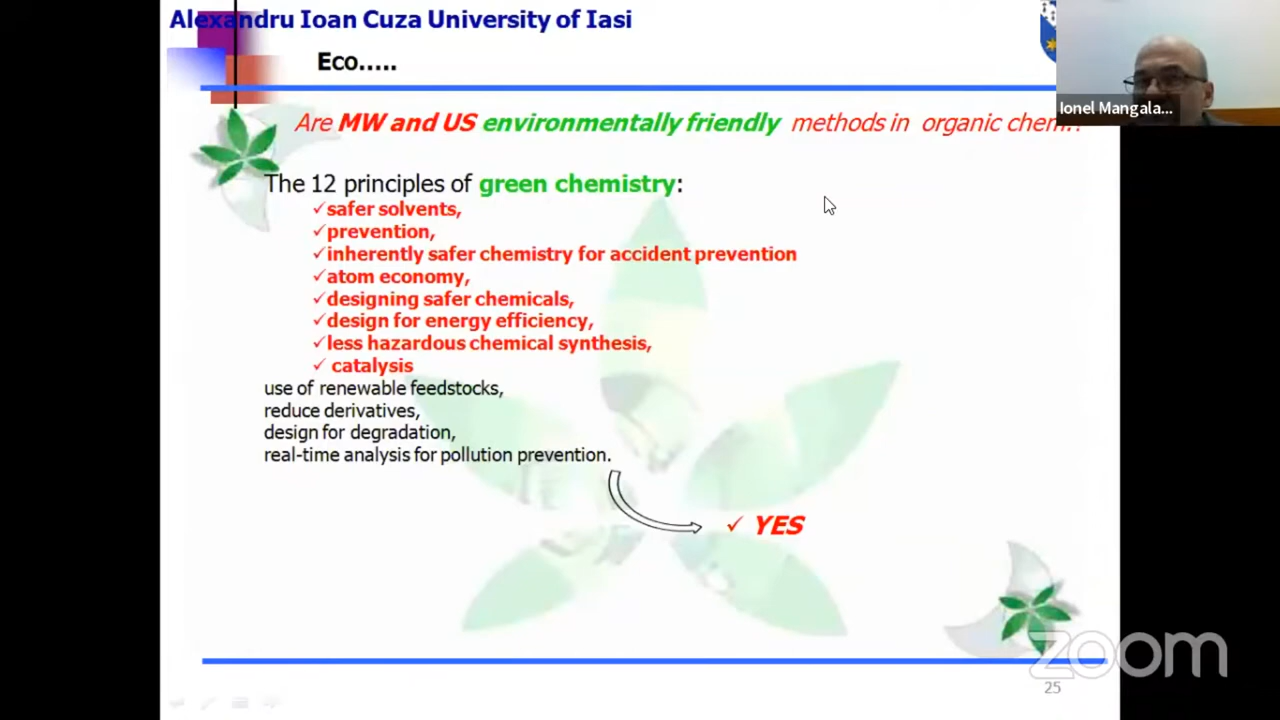 Alexandru Ioan Cuza University of Iasi
Eco.....
Ionel Mangala...
Are MW and US environmentally friendly methods in organic chem.?
The 12 principles of green chemistry:
✓safer solvents,
✓prevention,
✓inherently safer chemistry for accident prevention
✓atom economy,
✓designing safer chemicals,
✓design for energy efficiency,
✓less hazardous chemical synthesis,
✓ catalysis
use of renewable feedstocks,
reduce derivatives,
design for degradation,
real-time analysis for pollution prevention.
✓ YES
zoom
25